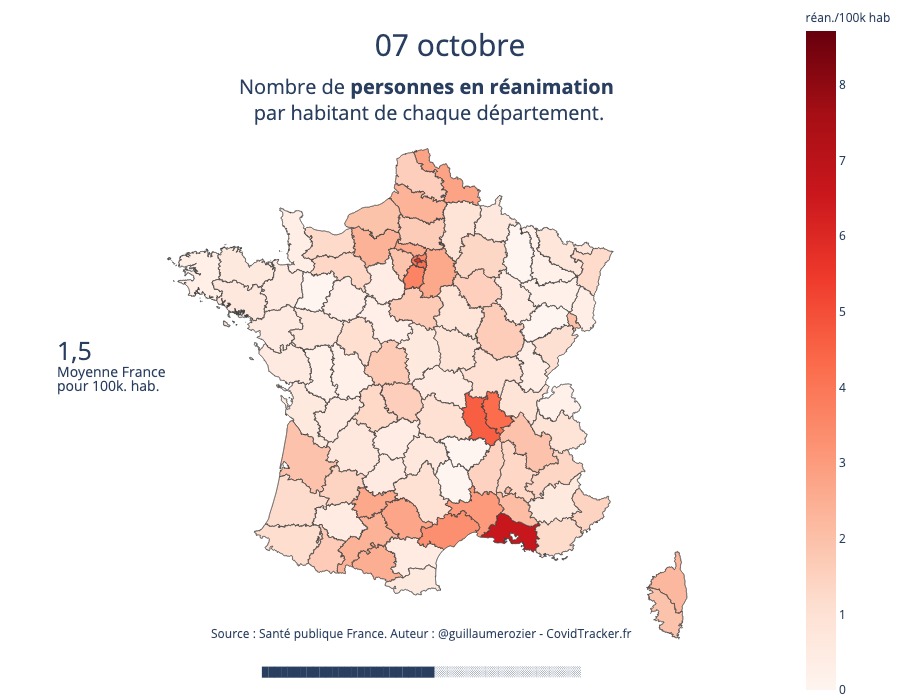 réan./100k hab
07 octobre
Nombre de personnes en réanimation
par habitant de chaque département.
8
7
6
5
4
3
2
1
0
1,5
Moyenne France
pour 100k. hab.
Source : Santé publique France. Auteur : @guillaumerozier - CovidTracker.fr